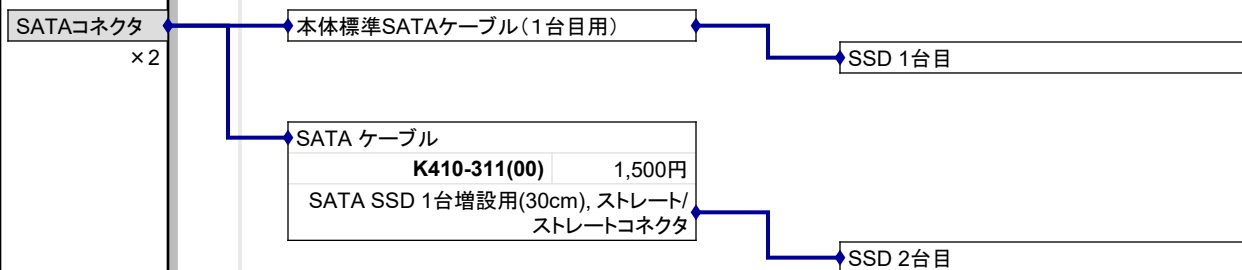 SATAコネクタ
×2
本体標準SATAケーブル(1台目用)
SSD 1台目
SATA ケーブル
K410-311(00) 1,500円
SATA SSD 1台増設用(30cm), ストレート/
ストレートコネクタ
SSD 2台目